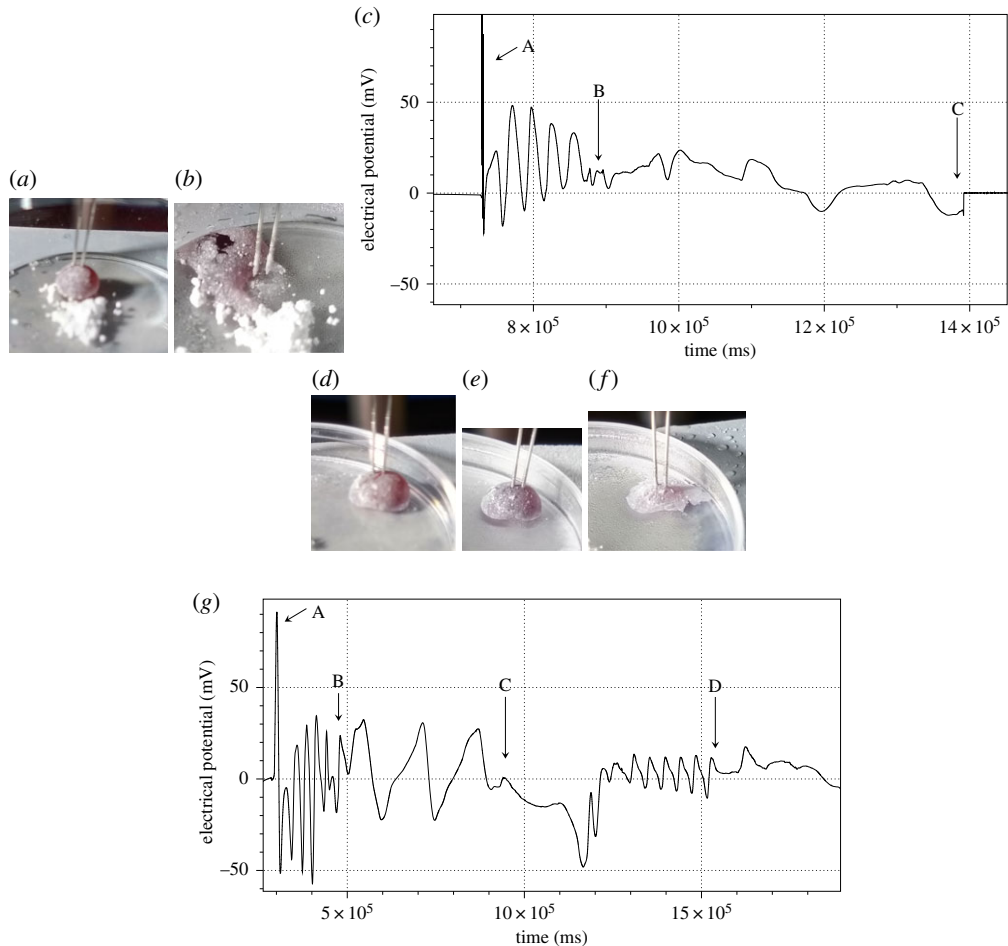 (c)
A
B
C
50
0
–50
electrical potential (mV)
8 × 10⁵
10 × 10⁵
12 × 10⁵
14 × 10⁵
time (ms)
(a)
(b)
(d)
(e)
(f)
(g)
A
B
C
D
50
0
–50
electrical potential (mV)
5 × 10⁵
10 × 10⁵
15 × 10⁵
time (ms)